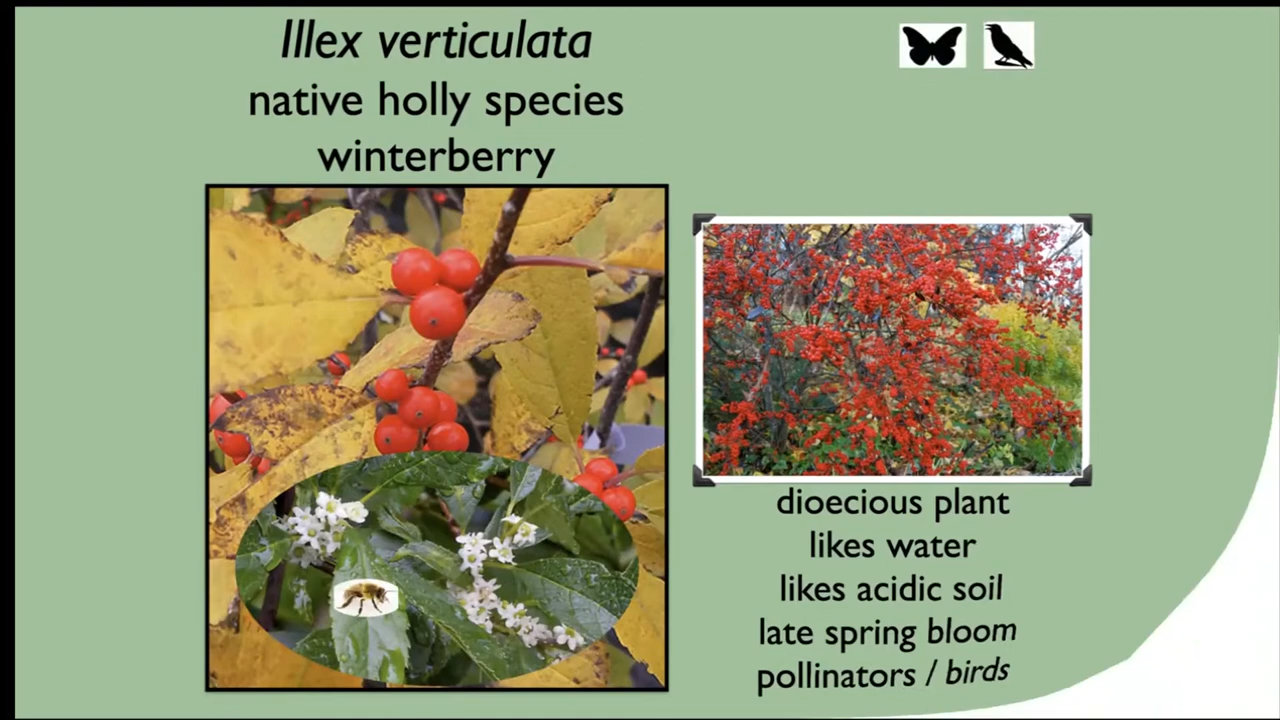 Illex verticulata
native holly species
winterberry
dioecious plant
likes water
likes acidic soil
late spring bloom
pollinators / birds